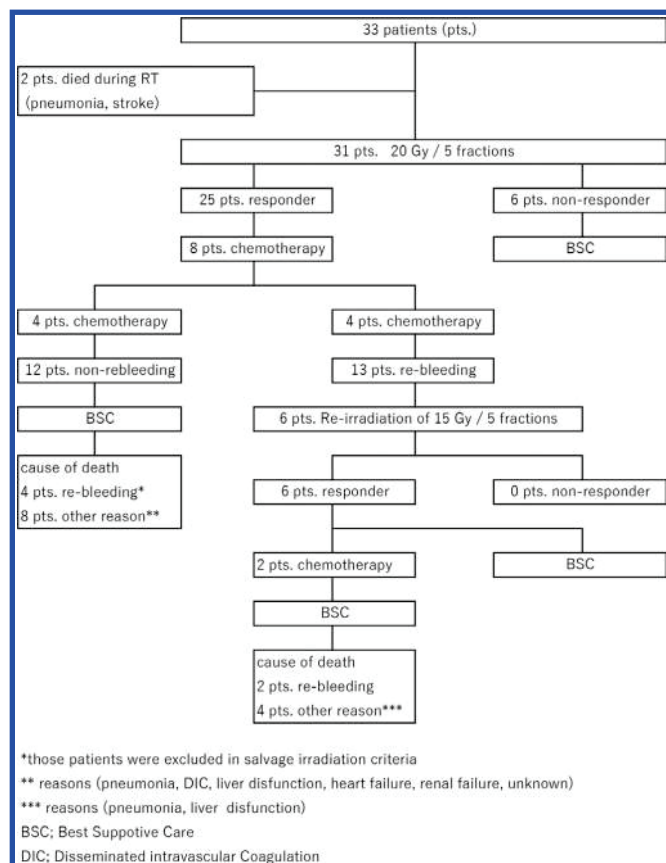 33 patients (pts.)
2 pts. died during RT
(pneumonia, stroke)
31 pts. 20 Gy / 5 fractions
25 pts. responder
6 pts. non-responder
8 pts. chemotherapy
BSC
4 pts. chemotherapy
4 pts. chemotherapy
12 pts. non-rebleeding
13 pts. re-bleeding
BSC
6 pts. Re-irradiation of 15 Gy / 5 fractions
cause of death
4 pts. re-bleeding*
8 pts. other reason**
6 pts. responder
0 pts. non-responder
2 pts. chemotherapy
BSC
BSC
cause of death
2 pts. re-bleeding
4 pts. other reason***
*those patients were excluded in salvage irradiation criteria
** reasons (pneumonia, DIC, liver disfunction, heart failure, renal failure, unknown)
*** reasons (pneumonia, liver disfunction)
BSC; Best Suppotive Care
DIC; Disseminated intravascular Coagulation